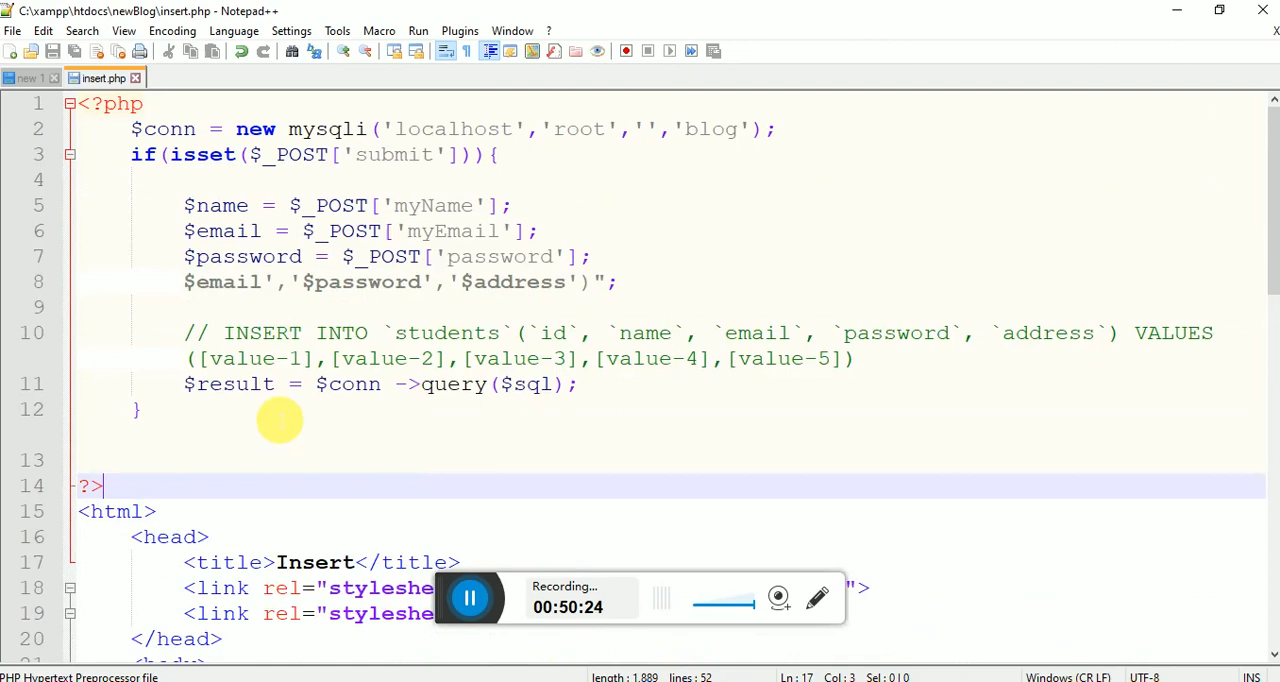 C:\xampp\htdocs\newBlog\insert.php - Notepad++
File Edit Search View Encoding Language Settings Tools Macro Run Plugins Window ? X
new 1 insert.php
1 <?php
2 $conn = new mysqli('localhost','root','','blog');
3 if(isset($_POST['submit'])){
4
5 $name = $_POST['myName'];
6 $email = $_POST['myEmail'];
7 $password = $_POST['password'];
8 $email','$password','$address')";
9
10 // INSERT INTO `students`(`id`, `name`, `email`, `password`, `address`) VALUES
([value-1],[value-2],[value-3],[value-4],[value-5])
11 $result = $conn ->query($sql);
12 }
13
14 ?>
15 <html>
16 <head>
17 <title>Insert</title>
18 <link rel="styleshe ">
19 <link rel="styleshe
20 </head>
Recording...
00:50:24
PHP Hypertext Preprocessor file length : 1,889 lines : 52 Ln : 17 Col : 3 Sel : 0 | 0 Windows (CR LF) UTF-8 INS